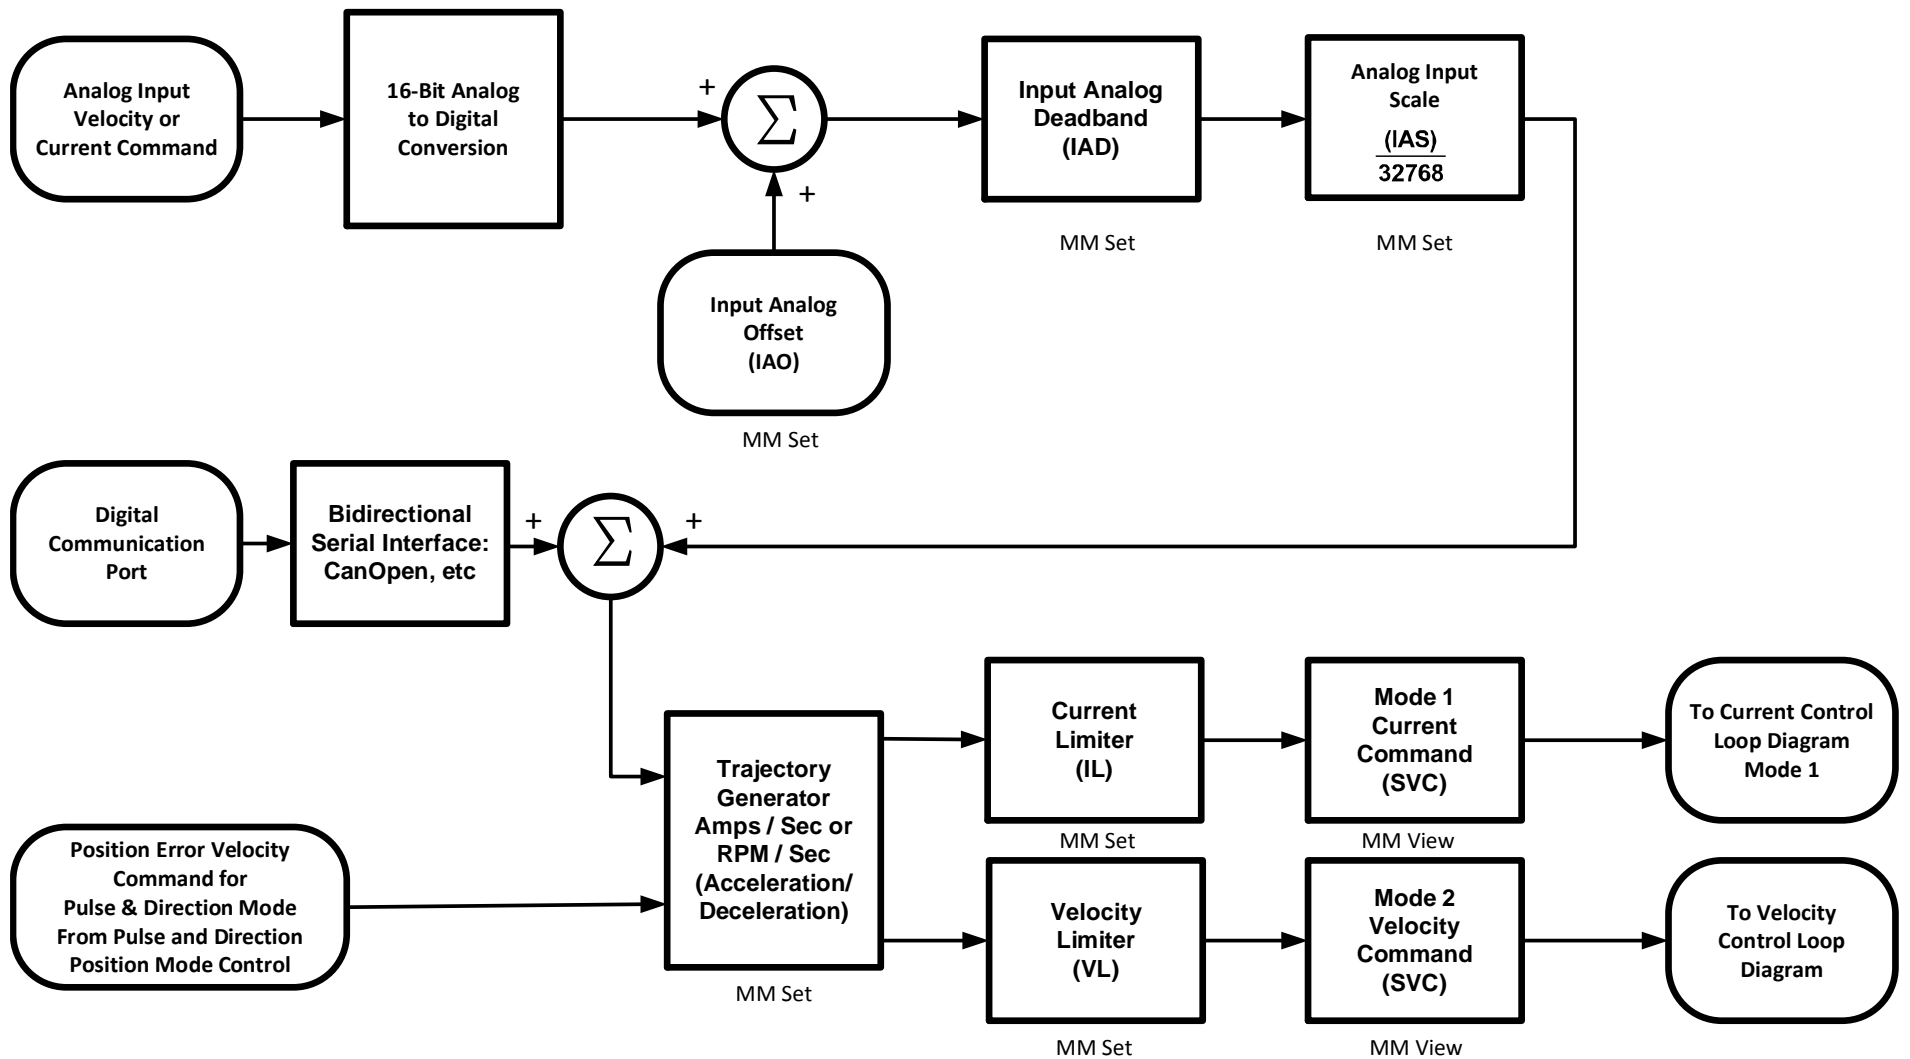 Analog Input
Velocity or
Current Command
16-Bit Analog
to Digital
Conversion
+
∑
+
Input Analog
Offset
(IAO)
MM Set
Input Analog
Deadband
(IAD)
MM Set
Analog Input
Scale
(IAS)
32768
MM Set
Digital
Communication
Port
Bidirectional
Serial Interface:
CanOpen, etc
+
∑
+
Position Error Velocity
Command for
Pulse & Direction Mode
From Pulse and Direction
Position Mode Control
Trajectory
Generator
Amps / Sec or
RPM / Sec
(Acceleration/
Deceleration)
MM Set
Current
Limiter
(IL)
MM Set
Mode 1
Current
Command
(SVC)
MM View
To Current Control
Loop Diagram
Mode 1
Velocity
Limiter
(VL)
MM Set
Mode 2
Velocity
Command
(SVC)
MM View
To Velocity
Control Loop
Diagram